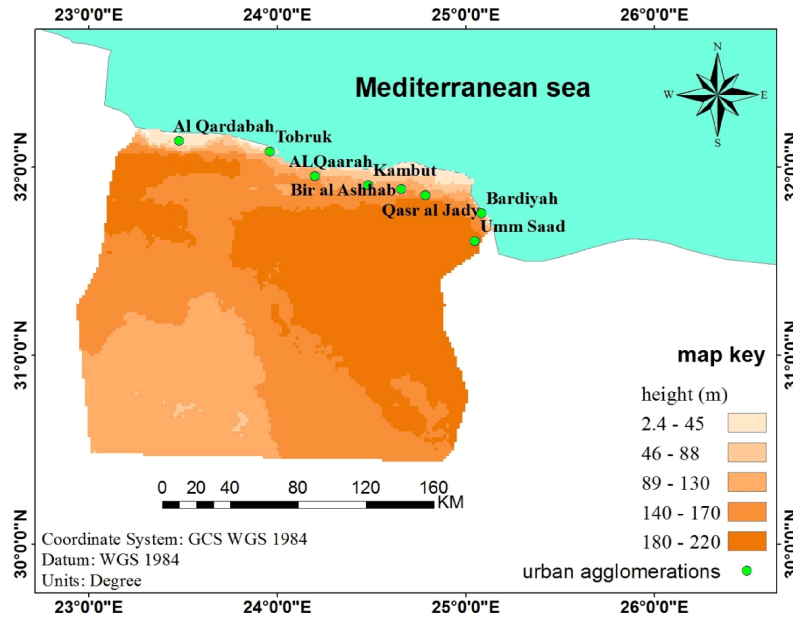 23°0'0"E 24°0'0"E 25°0'0"E 26°0'0"E
N
W E
S
Mediterranean sea
Al Qardabah
Tobruk
32°0'0"N
32°0'0"N
ALQaarah
Kambut
Bir al Ashhab
Qasr al Jady
Bardiyah
Umm Saad
31°0'0"N
31°0'0"N
map key
height (m)
2.4 - 45
46 - 88
89 - 130
140 - 170
180 - 220
urban agglomerations
0 20 40 80 120 160
KM
Coordinate System: GCS WGS 1984
Datum: WGS 1984
Units: Degree
30°0'0"N
30°0'0"N
23°0'0"E 24°0'0"E 25°0'0"E 26°0'0"E